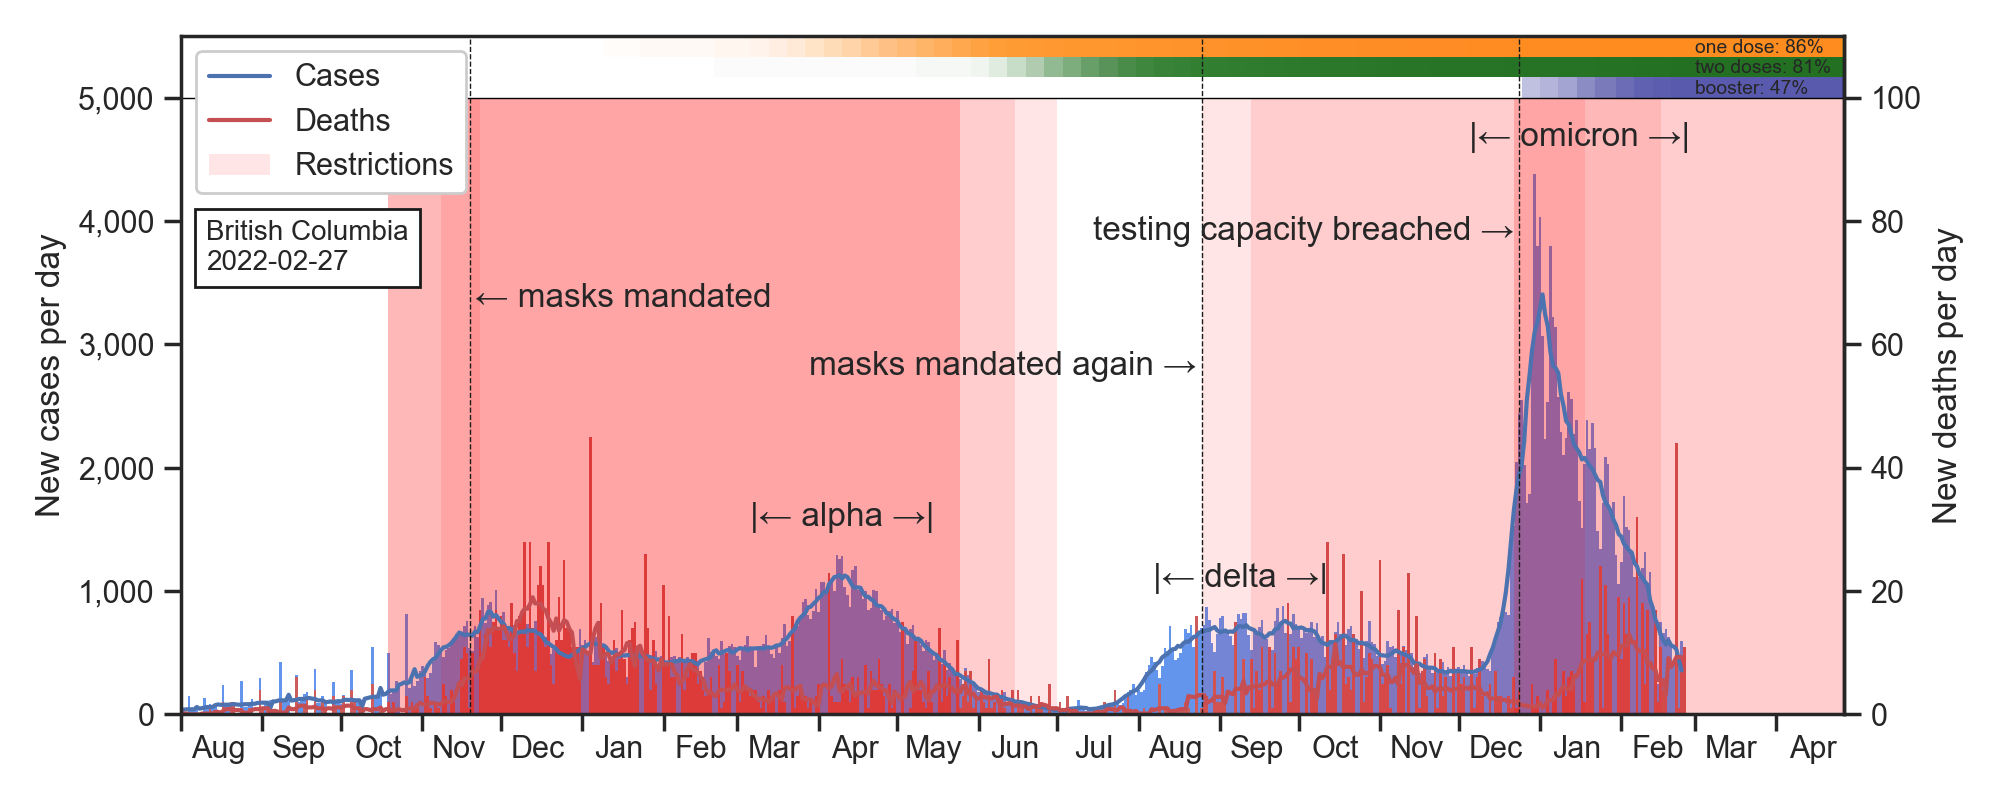 one dose: 86%
two doses: 81%
booster: 47%
Cases
Deaths
Restrictions
British Columbia
2022-02-27
|← omicron →|
testing capacity breached →
← masks mandated
masks mandated again →
|← alpha →|
|← delta →|
New cases per day
5,000
4,000
3,000
2,000
1,000
0
New deaths per day
100
80
60
40
20
0
Aug Sep Oct Nov Dec Jan Feb Mar Apr May Jun Jul Aug Sep Oct Nov Dec Jan Feb Mar Apr